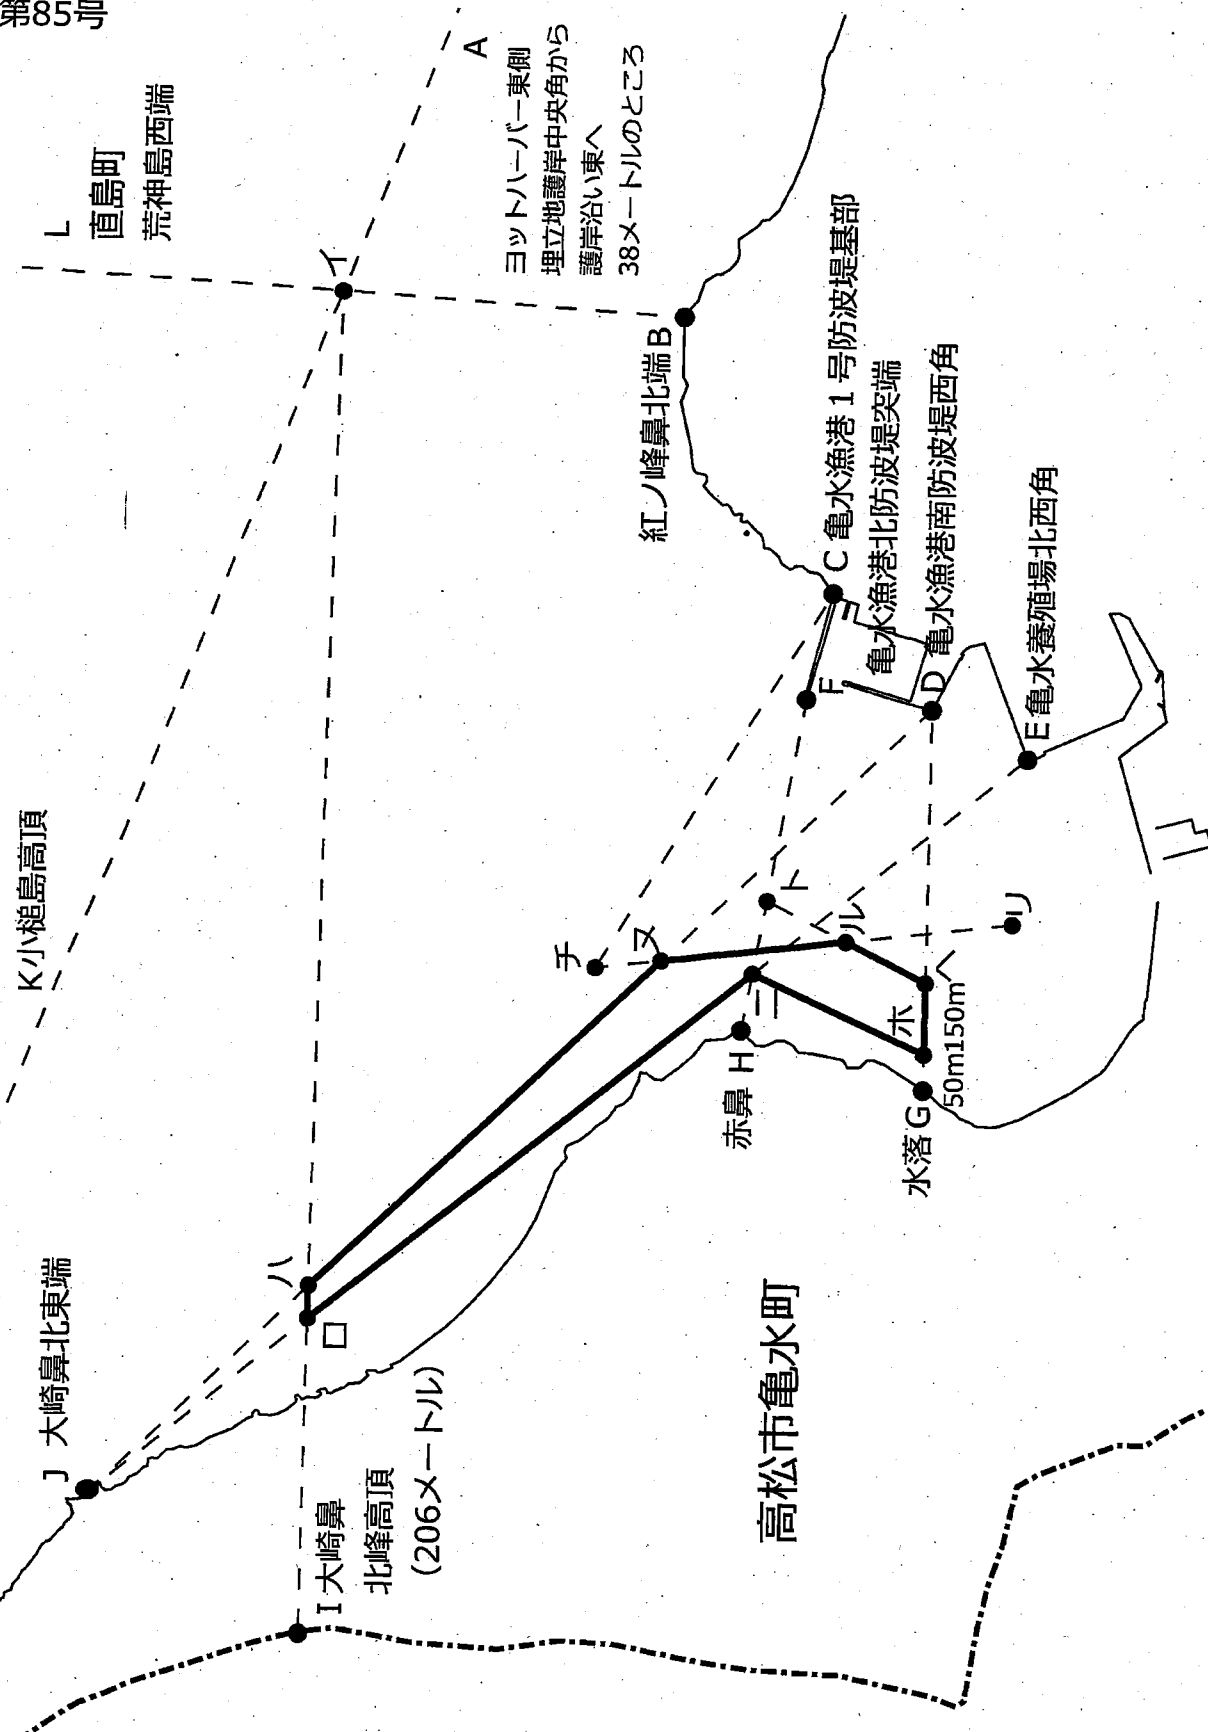 第85号
L
直島町
荒神島西端
A
ヨットハーバー東側
埋立地護岸中央角から
護岸沿い東へ
38メートルのところ
イ
K小槌島高頂
紅ノ峰鼻北端B
C 亀水漁港1号防波堤基部
F 亀水漁港北防波堤突端
D 亀水漁港南防波堤西角
E 亀水養殖場北西角
チ
ヌ
ト
ル
リ
ニ
ヘ
ホ
50m150m
赤鼻 H
水落 G
ハ
ロ
J 大崎鼻北東端
I 大崎鼻
北峰高頂
(206メートル)
高松市亀水町